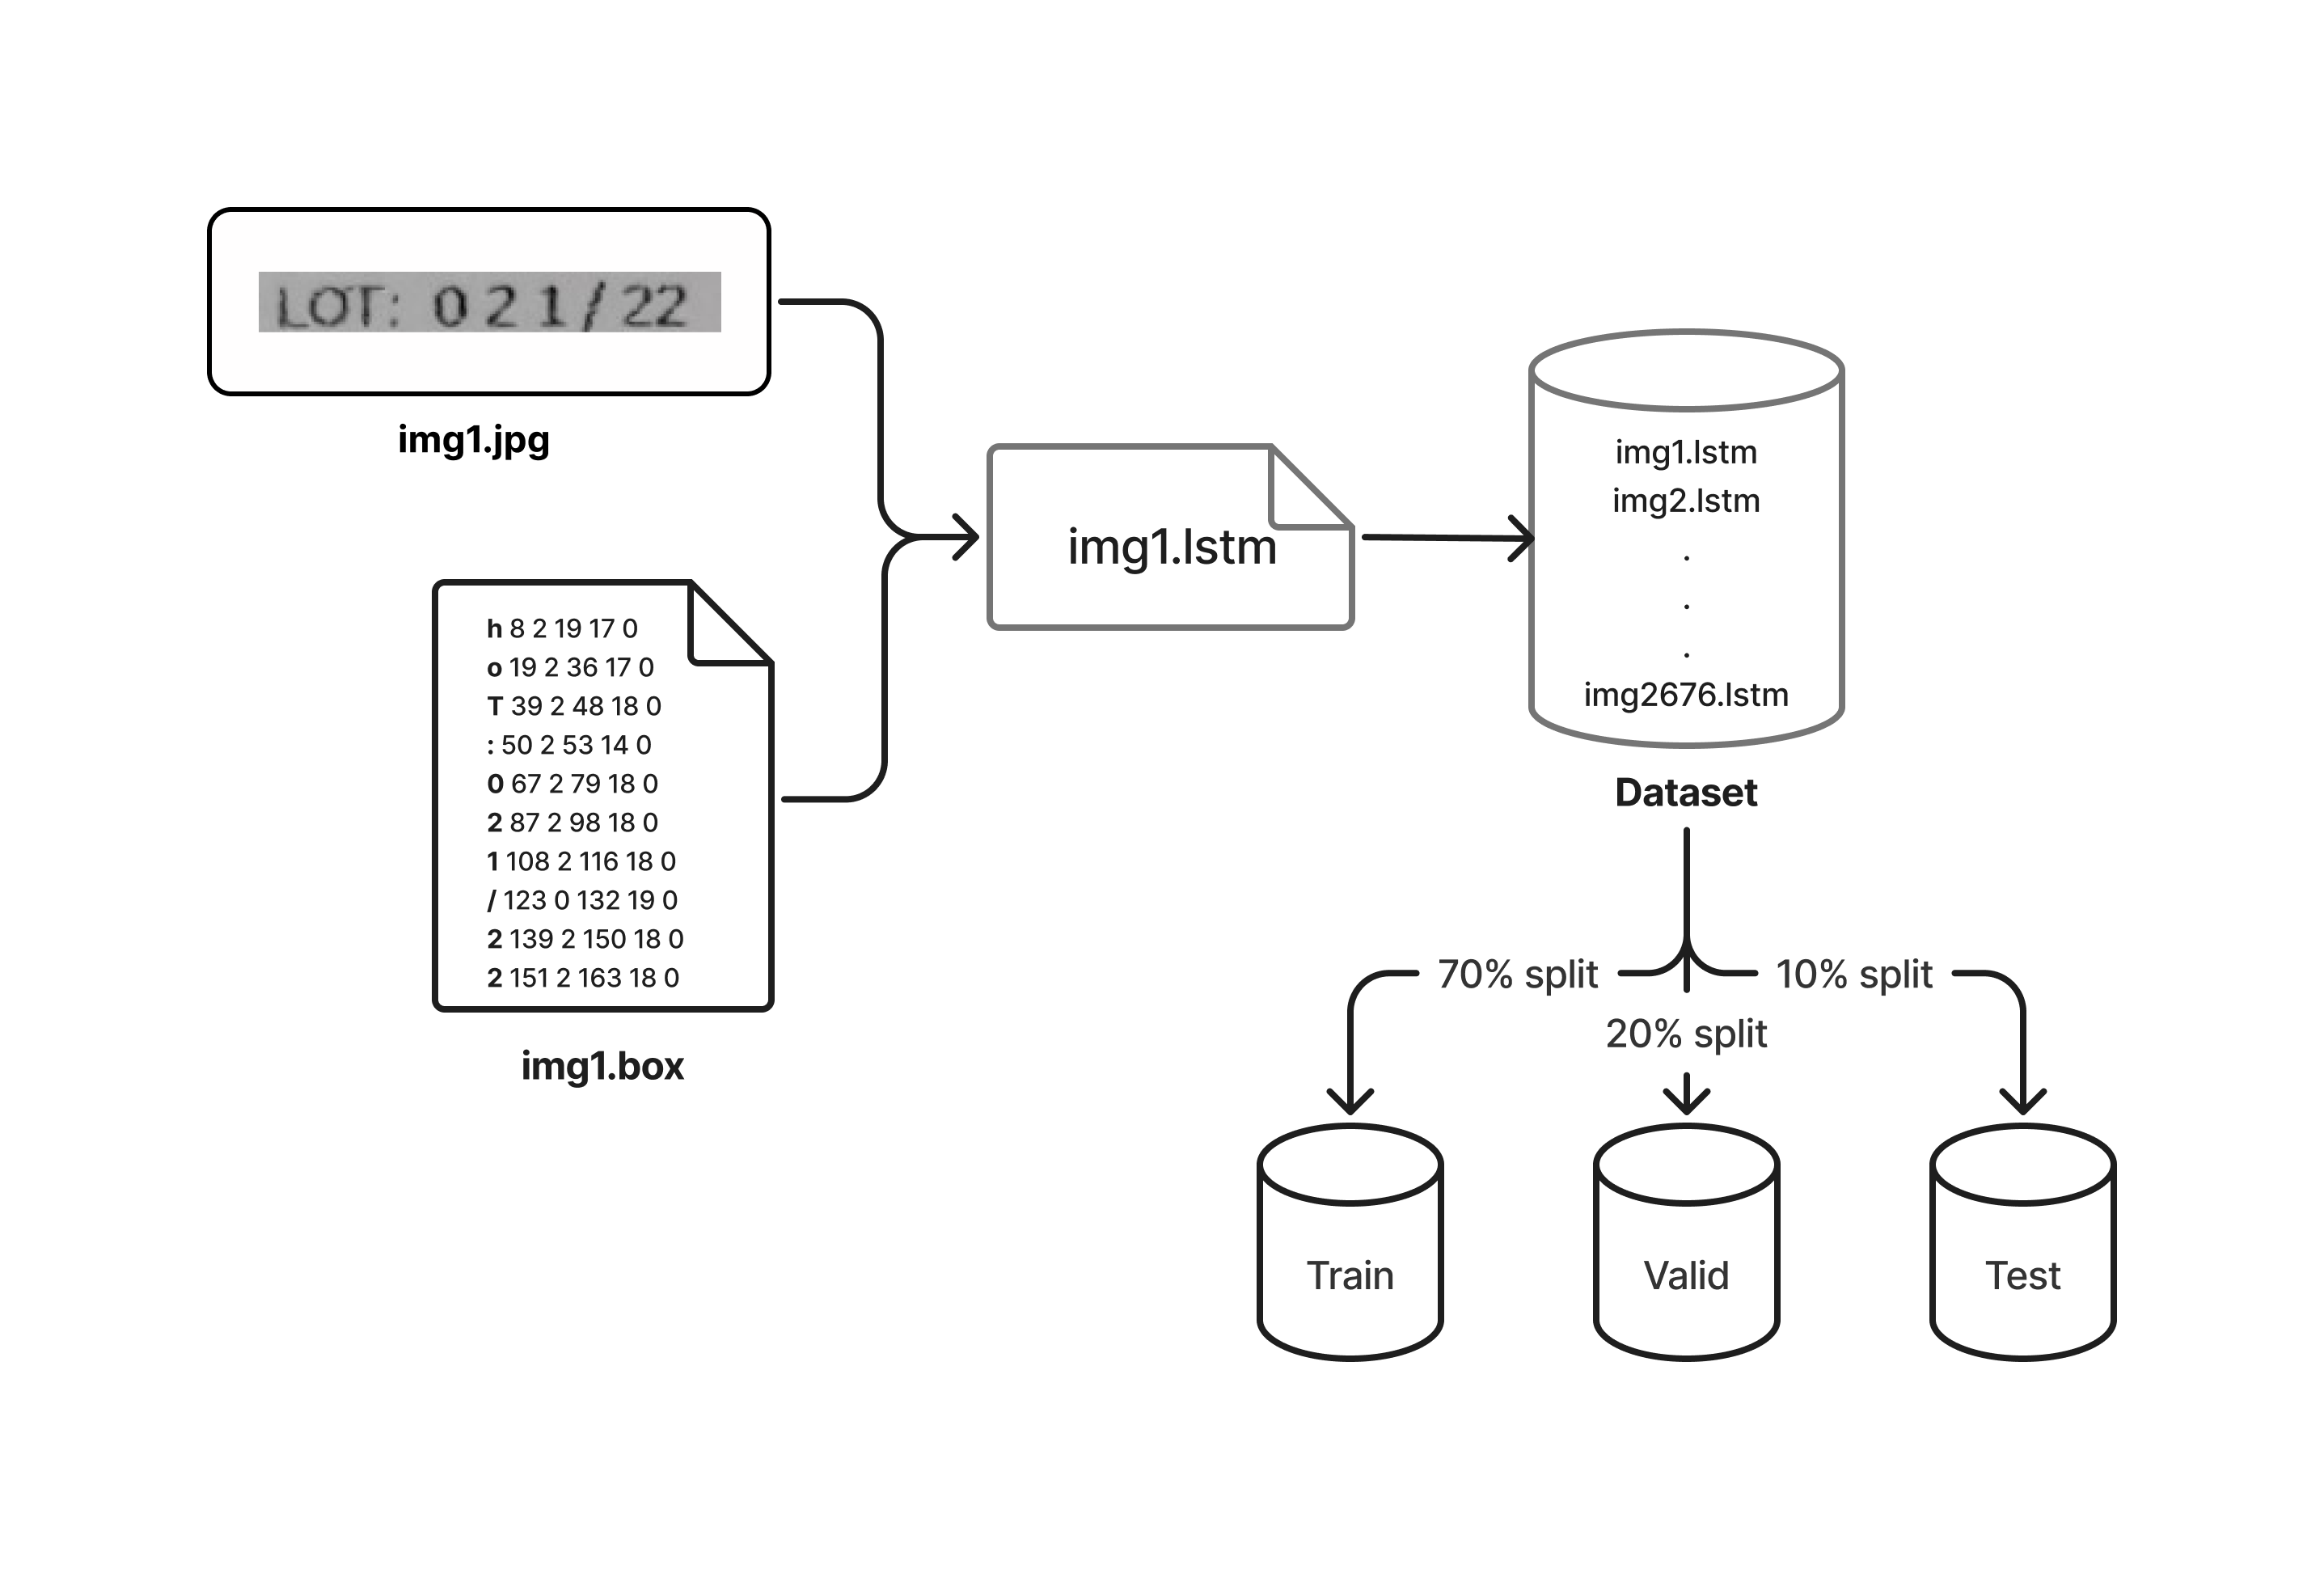 LOT: 0 2 1 / 22
img1.jpg
h 8 2 19 17 0
o 19 2 36 17 0
T 39 2 48 18 0
: 50 2 53 14 0
0 67 2 79 18 0
2 87 2 98 18 0
1 108 2 116 18 0
/ 123 0 132 19 0
2 139 2 150 18 0
2 151 2 163 18 0
img1.box
img1.lstm
img1.lstm
img2.lstm
.
.
.
img2676.lstm
Dataset
70% split
10% split
20% split
Train
Valid
Test